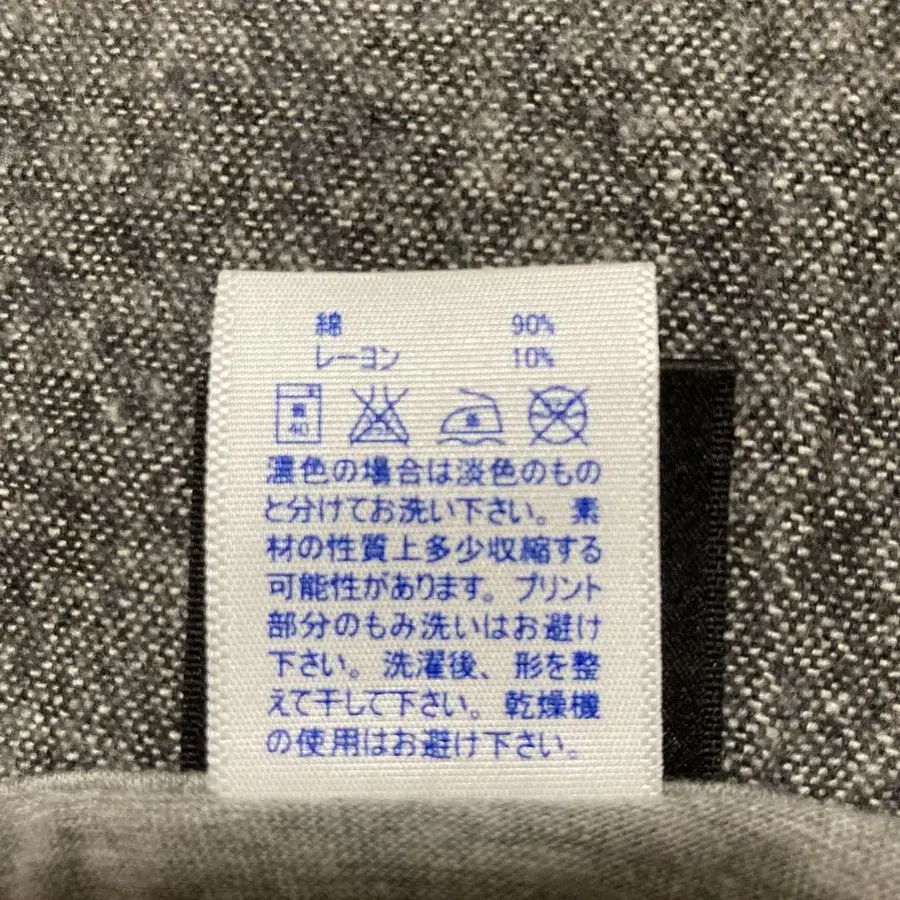 綿 90%
レーヨン 10%
40
濃色の場合は淡色のもの
と分けてお洗い下さい。素
材の性質上多少収縮する
可能性があります。プリント
部分のもみ洗いはお避け
下さい。洗濯後、形を整
えて干して下さい。乾燥機
の使用はお避け下さい。